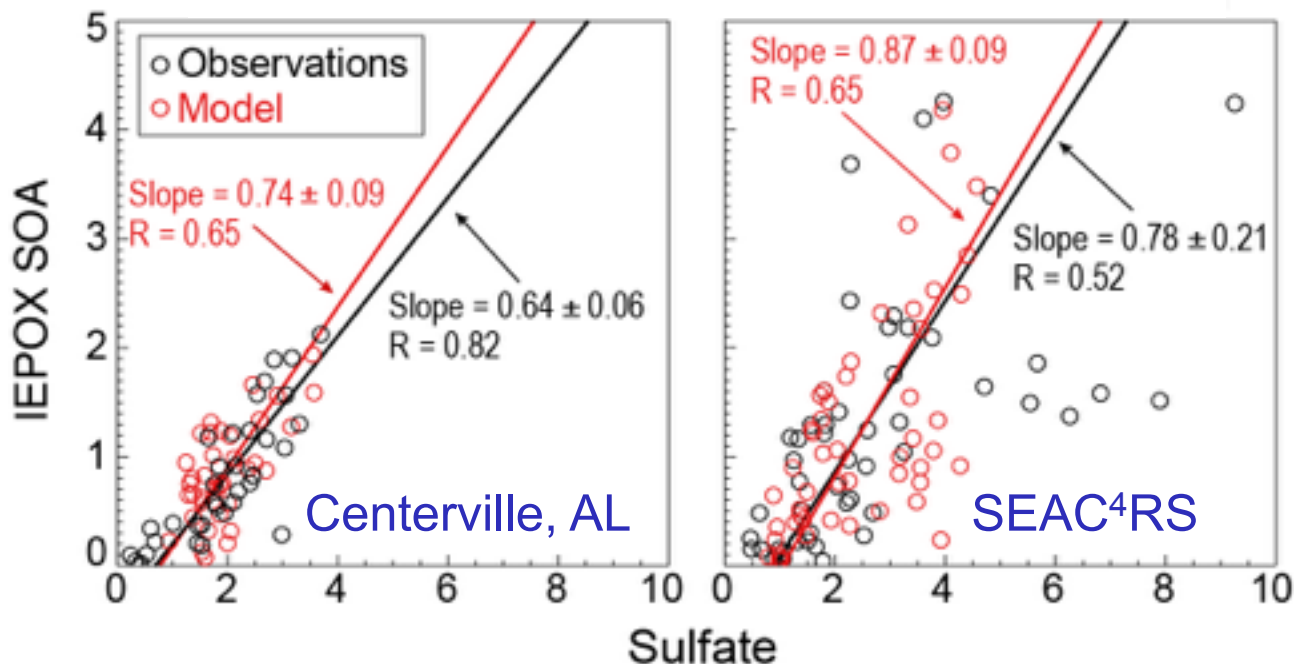 IEPOX SOA
5
4
3
2
1
0
Observations
Model
Slope = 0.74 ± 0.09
R = 0.65
Slope = 0.64 ± 0.06
R = 0.82
Centerville, AL
0 2 4 6 8 10
Slope = 0.87 ± 0.09
R = 0.65
Slope = 0.78 ± 0.21
R = 0.52
SEAC⁴RS
0 2 4 6 8 10
Sulfate